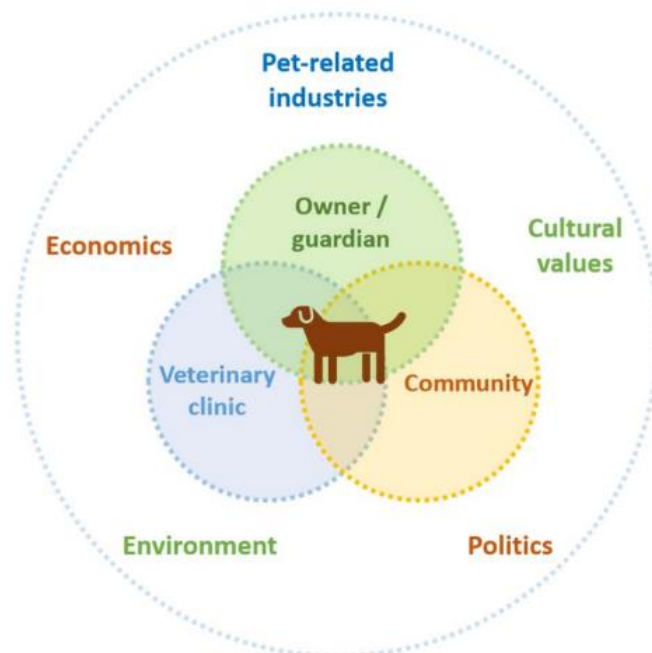 Pet-related
industries
Owner /
guardian
Economics
Cultural
values
Veterinary
clinic
Community
Environment
Politics